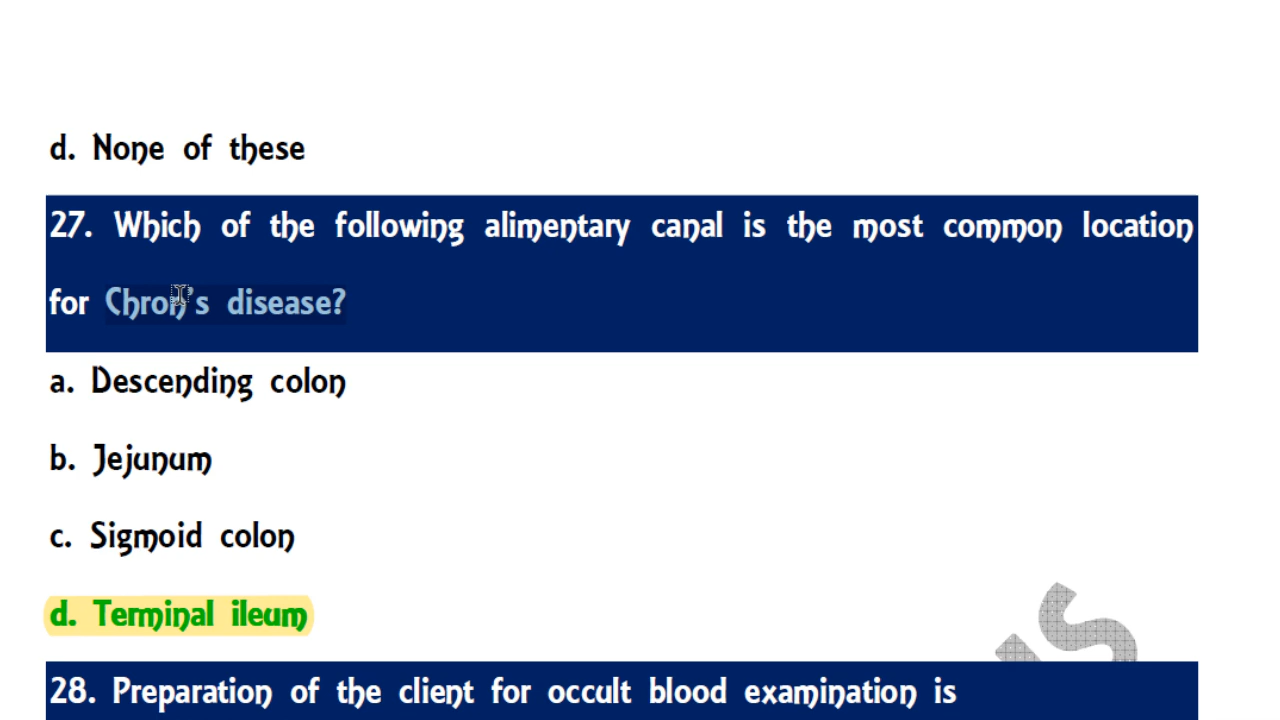 d. None of these
27. Which of the following alimentary canal is the most common location
for Chron's disease?
a. Descending colon
b. Jejunum
c. Sigmoid colon
d. Terminal ileum
28. Preparation of the client for occult blood examination is